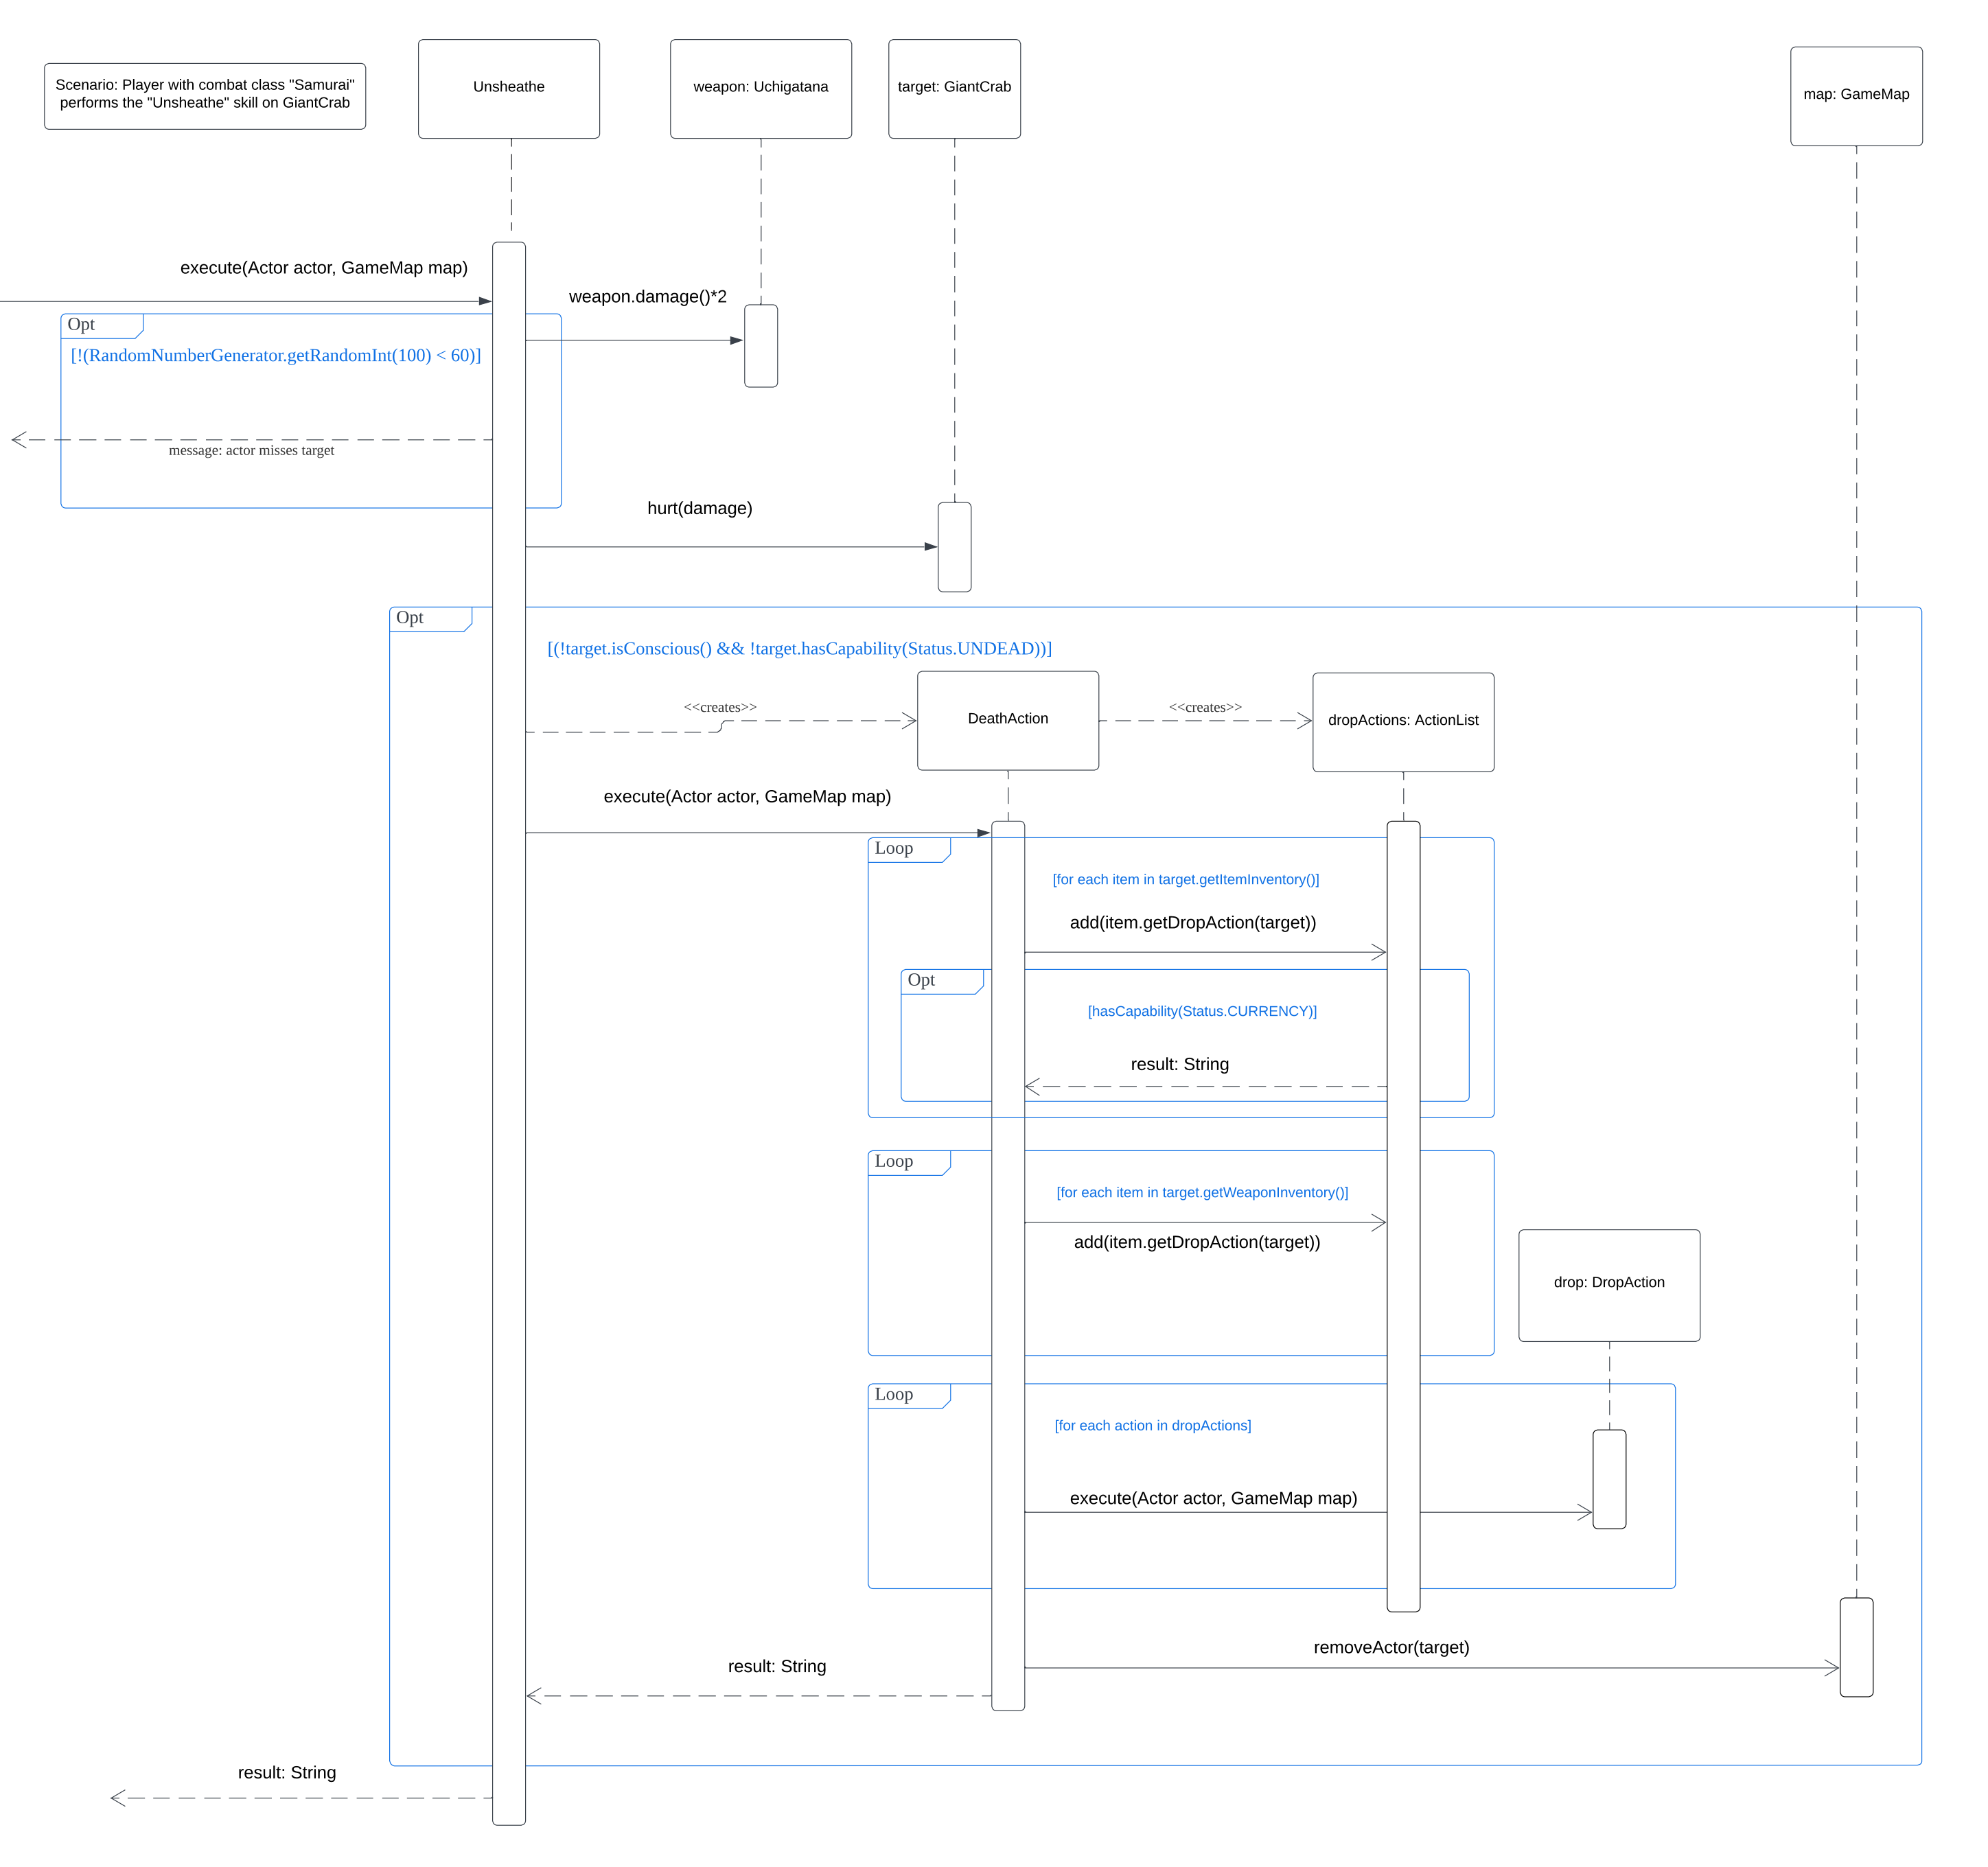 Scenario: Player with combat class "Samurai"
performs the "Unsheathe" skill on GiantCrab
Unsheathe
weapon: Uchigatana
target: GiantCrab
map: GameMap
execute(Actor actor, GameMap map)
weapon.damage()*2
Opt
[!(RandomNumberGenerator.getRandomInt(100) < 60)]
message: actor misses target
hurt(damage)
Opt
[(!target.isConscious() && !target.hasCapability(Status.UNDEAD))]
<<creates>>
DeathAction
<<creates>>
dropActions: ActionList
execute(Actor actor, GameMap map)
Loop
[for each item in target.getItemInventory()]
add(item.getDropAction(target))
Opt
[hasCapability(Status.CURRENCY)]
result: String
Loop
[for each item in target.getWeaponInventory()]
add(item.getDropAction(target))
drop: DropAction
Loop
[for each action in dropActions]
execute(Actor actor, GameMap map)
removeActor(target)
result: String
result: String